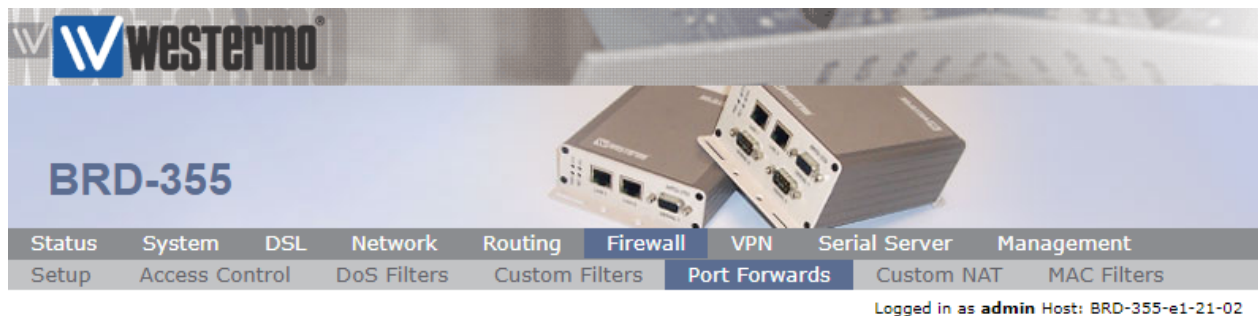 westermo®
BRD-355
Status System DSL Network Routing Firewall VPN Serial Server Management
Setup Access Control DoS Filters Custom Filters Port Forwards Custom NAT MAC Filters
Logged in as admin Host: BRD-355-e1-21-02